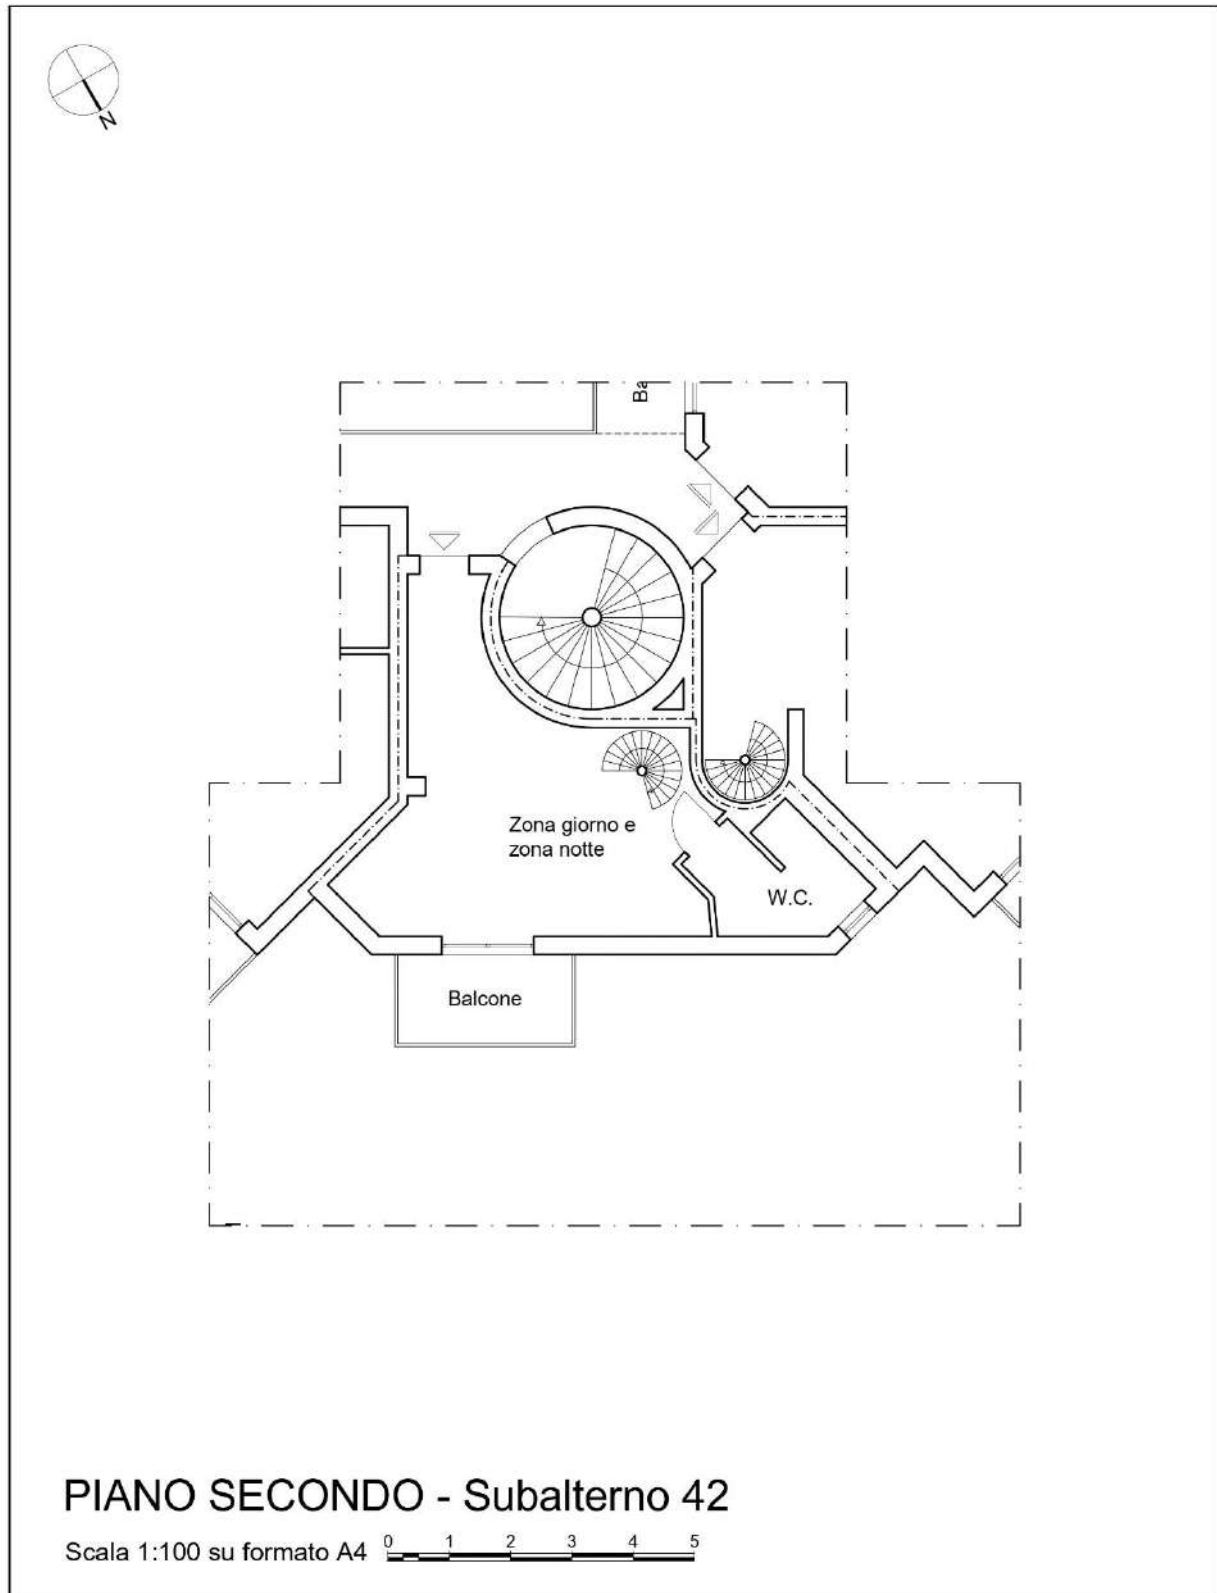 N
Ba
Zona giorno e
zona notte
W.C.
Balcone
PIANO SECONDO - Subalterno 42
Scala 1:100 su formato A4 0 1 2 3 4 5